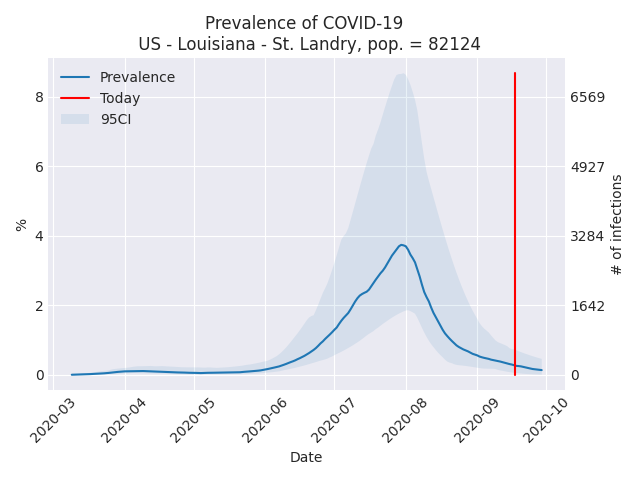 Prevalence of COVID-19
US - Louisiana - St. Landry, pop. = 82124
Prevalence
Today
95CI
%
8
6
4
2
0
6569
4927
3284
1642
0
# of infections
2020-03
2020-04
2020-05
2020-06
2020-07
2020-08
2020-09
2020-10
Date